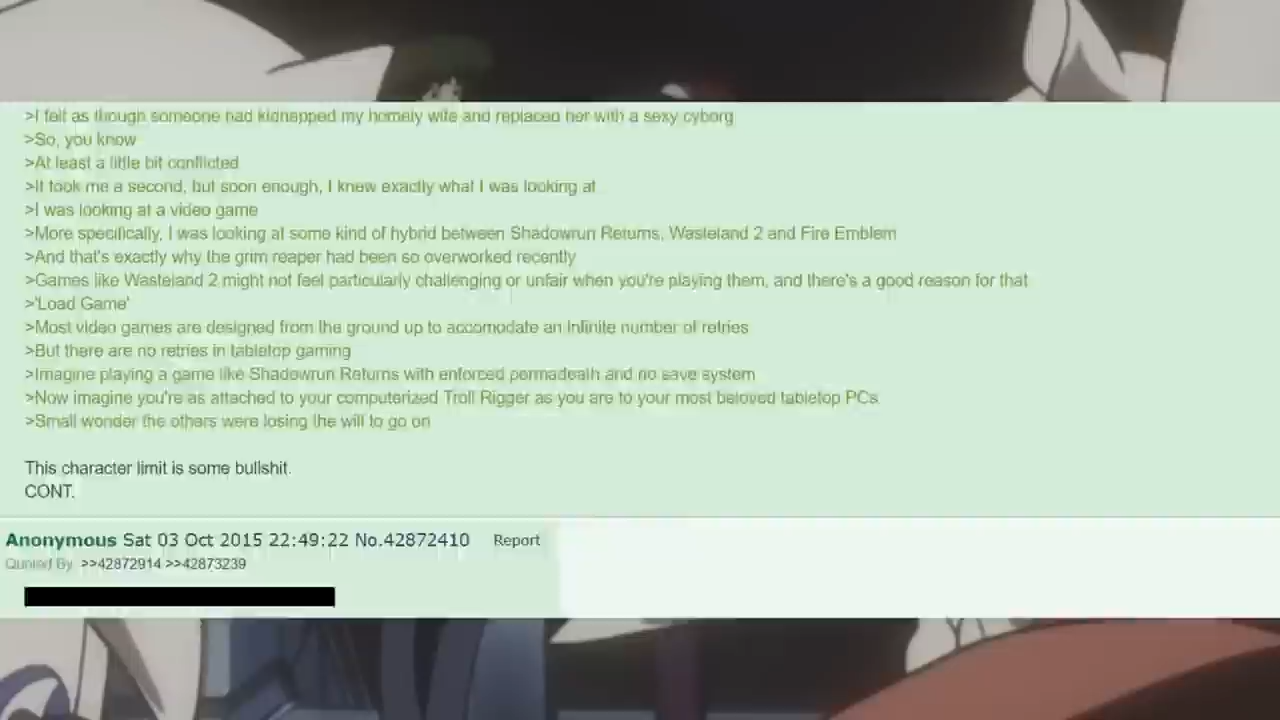 >I felt as though someone had kidnapped my homely wife and replaced her with a sexy cyborg
>So, you know
>At least a little bit conflicted
>It took me a second, but soon enough, I knew exactly what I was looking at
>I was looking at a video game
>More specifically, I was looking at some kind of hybrid between Shadowrun Returns, Wasteland 2 and Fire Emblem
>And that's exactly why the grim reaper had been so overworked recently
>Games like Wasteland 2 might not feel particularly challenging or unfair when you're playing them, and there's a good reason for that
>'Load Game'
>Most video games are designed from the ground up to accomodate an infinite number of retries
>But there are no retries in tabletop gaming
>Imagine playing a game like Shadowrun Returns with enforced permadeath and no save system
>Now imagine you're as attached to your computerized Troll Rigger as you are to your most beloved tabletop PCs
>Small wonder the others were losing the will to go on
This character limit is some bullshit.
CONT.
Anonymous Sat 03 Oct 2015 22:49:22 No.42872410 Report
Quoted By: >>42872914 >>42873239